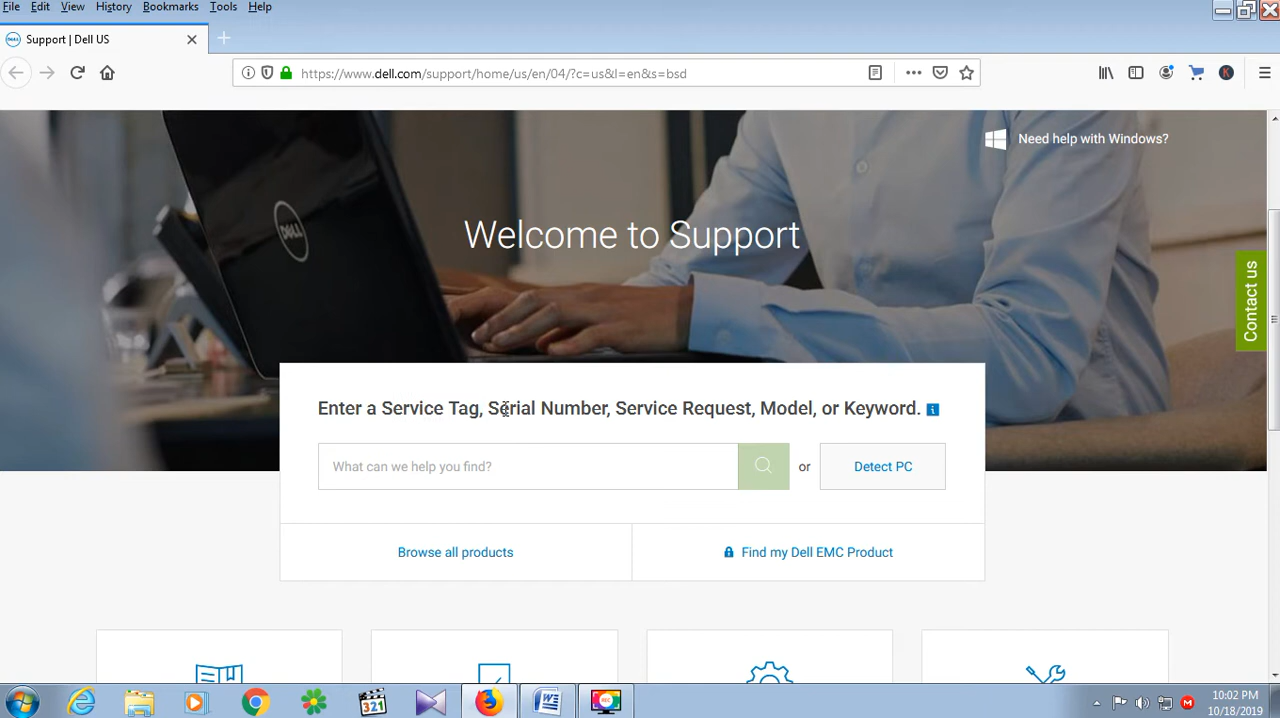 File Edit View History Bookmarks Tools Help
Support | Dell US
https://www.dell.com/support/home/us/en/04/?c=us&l=en&s=bsd
K
Need help with Windows?
DELL
Welcome to Support
Contact us
Enter a Service Tag, Serial Number, Service Request, Model, or Keyword.
What can we help you find?
or
Detect PC
Browse all products
Find my Dell EMC Product
321
10:02 PM
10/18/2019